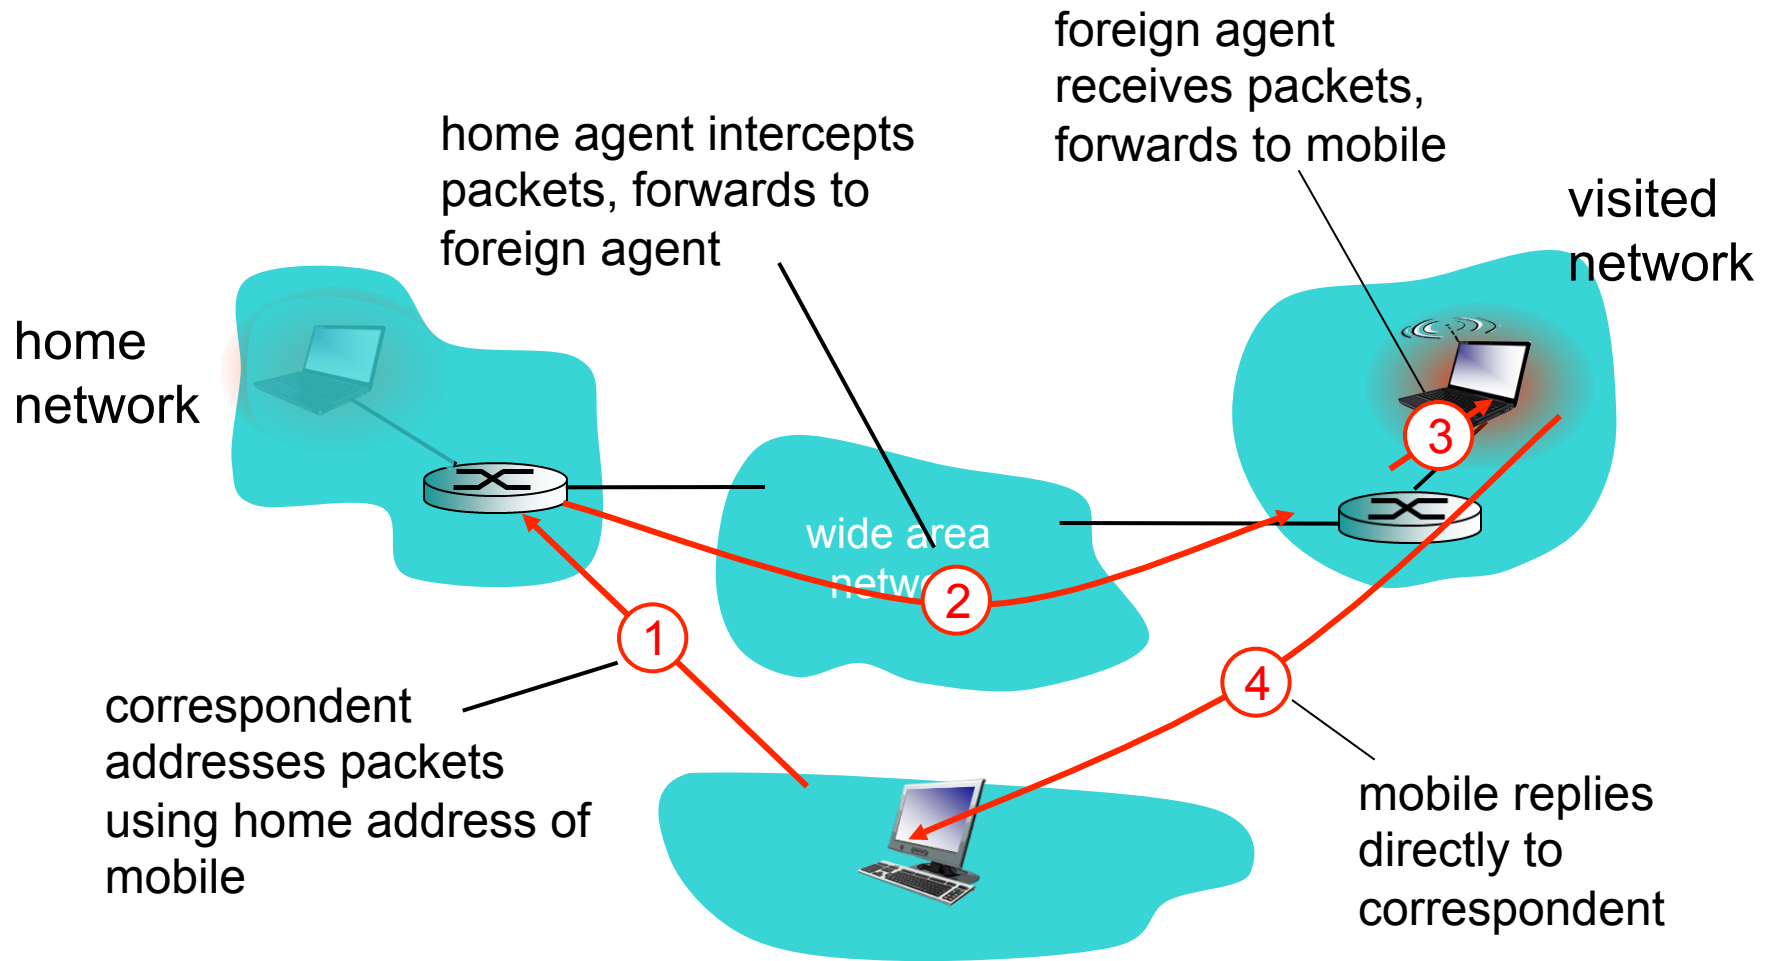 foreign agent
receives packets,
forwards to mobile
home agent intercepts
packets, forwards to
foreign agent
visited
network
home
network
wide area
network
1
2
3
4
correspondent
addresses packets
using home address of
mobile
mobile replies
directly to
correspondent